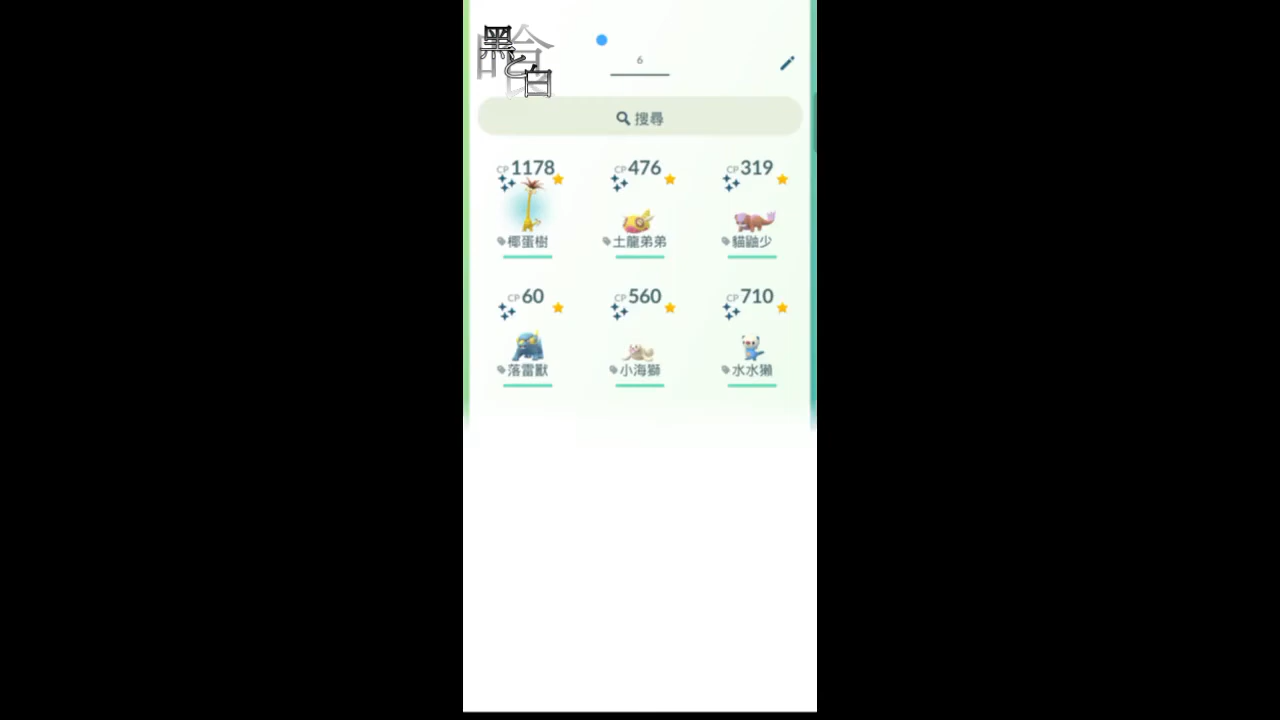 黑
白
6
搜尋
CP1178
CP476
CP319
椰蛋樹
土龍弟弟
貓鼬少
CP60
CP560
CP710
落雷獸
小海獅
水水獺